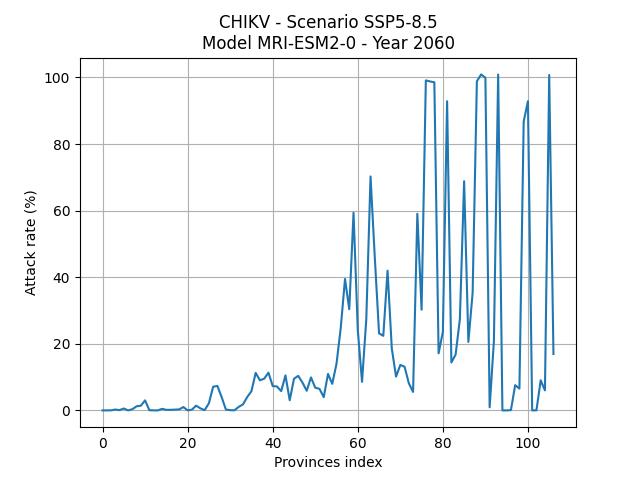 CHIKV - Scenario SSP5-8.5
Model MRI-ESM2-0 - Year 2060
100
80
60
40
20
0
Attack rate (%)
0 20 40 60 80 100
Provinces index